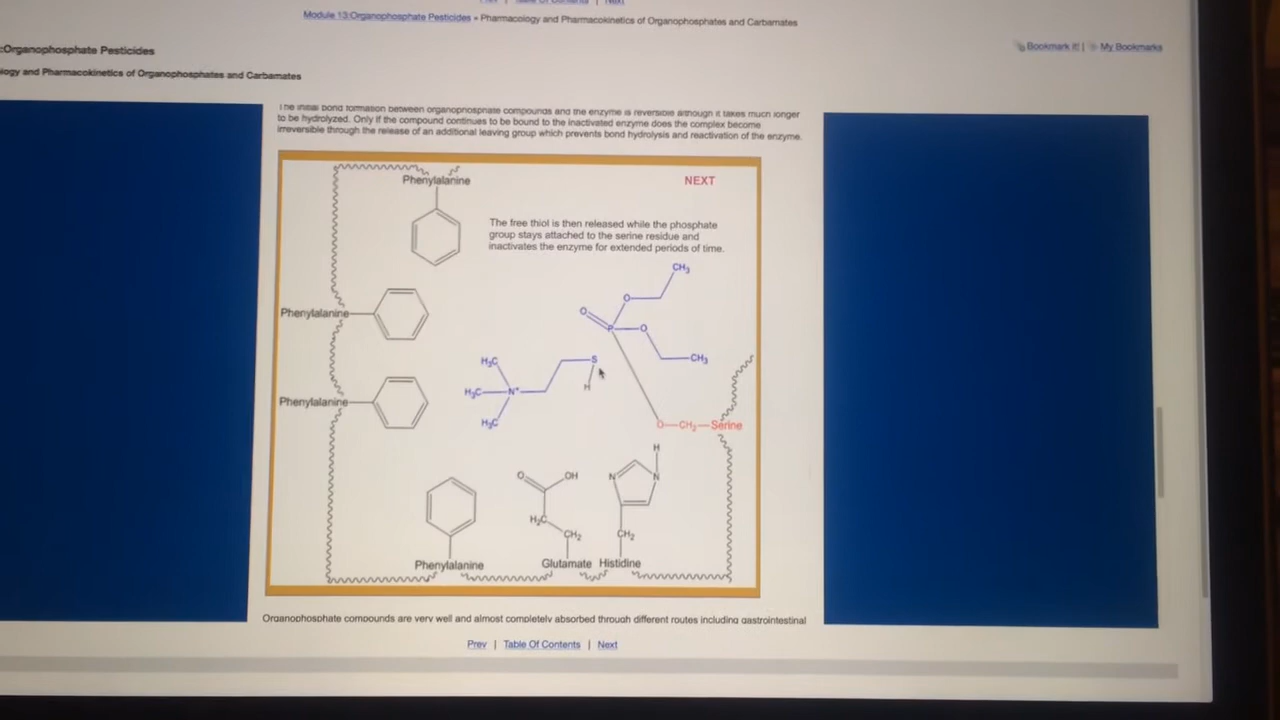 Prev | Table Of Contents | Next
Module 13:Organophosphate Pesticides » Pharmacology and Pharmacokinetics of Organophosphates and Carbamates
:Organophosphate Pesticides
Bookmark it! | My Bookmarks
logy and Pharmacokinetics of Organophosphates and Carbamates
The initial bond formation between organophosphate compounds and the enzyme is reversible although it takes much longer
to be hydrolyzed. Only if the compound continues to be bound to the inactivated enzyme does the complex become
irreversible through the release of an additional leaving group which prevents bond hydrolysis and reactivation of the enzyme.
Phenylalanine
NEXT
The free thiol is then released while the phosphate
group stays attached to the serine residue and
inactivates the enzyme for extended periods of time.
CH3
O
O
Phenylalanine
P
O
H3C
S
CH3
H
H3C
N+
Phenylalanine
H3C
O
CH2
Serine
H
O
OH
N
N
H2C
CH2
CH2
Phenylalanine
Glutamate
Histidine
Organophosphate compounds are very well and almost completely absorbed through different routes including gastrointestinal
Prev | Table Of Contents | Next